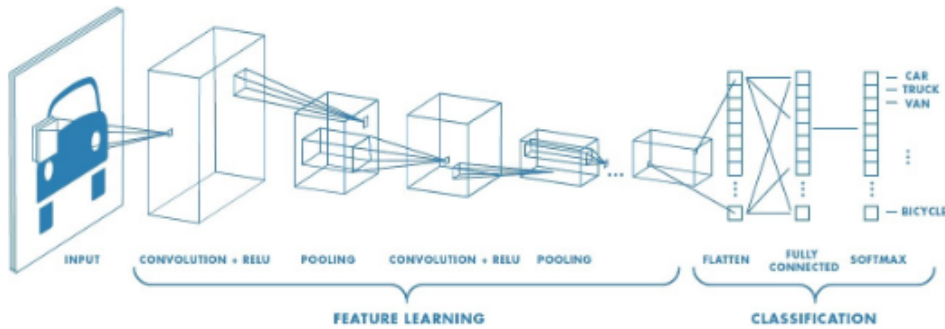 CAR
TRUCK
VAN
BICYCLE
INPUT
CONVOLUTION + RELU
POOLING
CONVOLUTION + RELU
POOLING
FLATTEN
FULLY
CONNECTED
SOFTMAX
FEATURE LEARNING
CLASSIFICATION